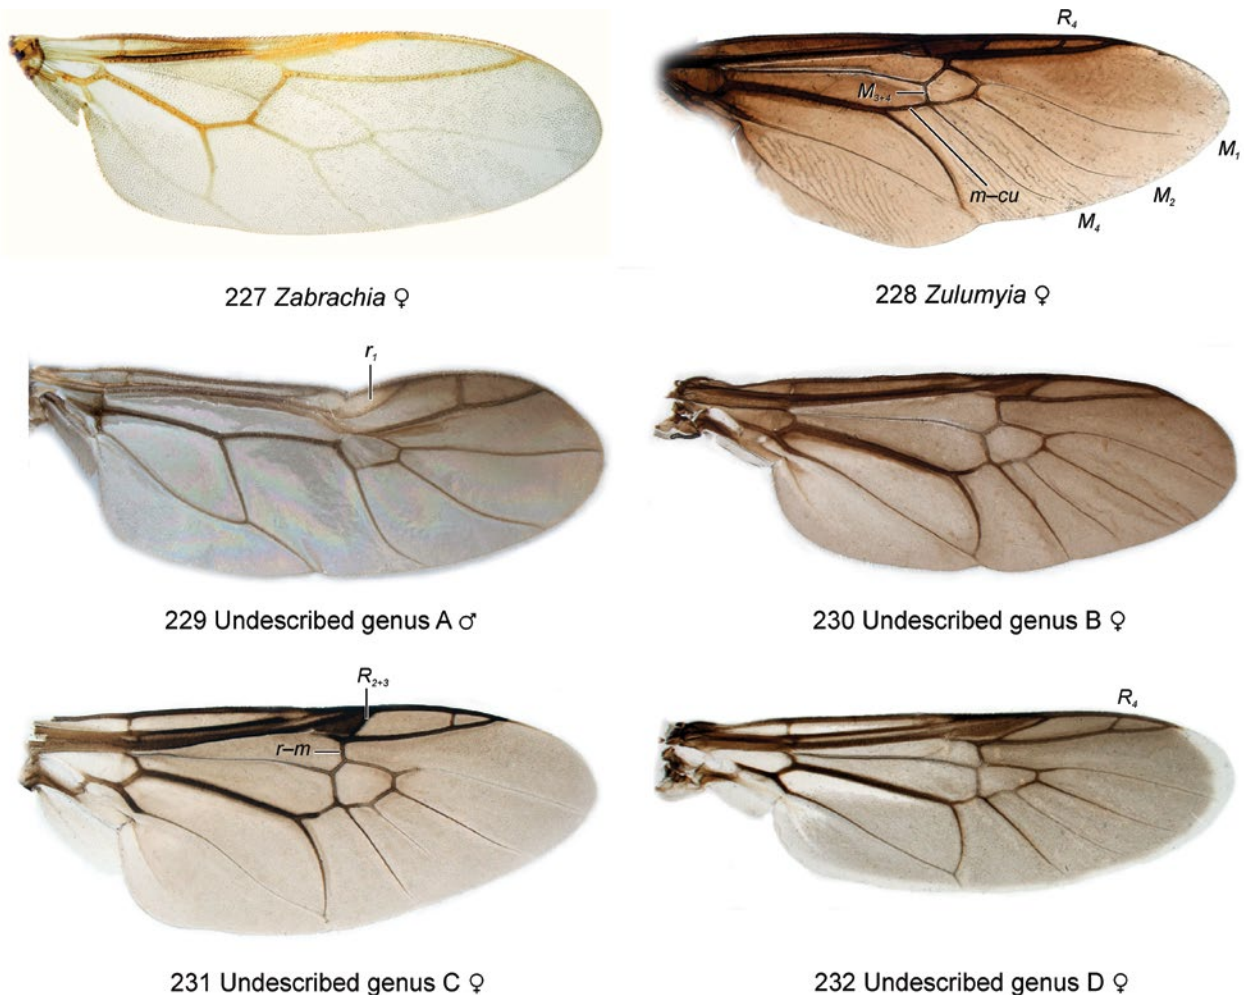 R₄
M₃₊₄
M₁
m–cu
M₂
M₄
227 Zabrachia ♀
228 Zulumyia ♀
r₁
229 Undescribed genus A ♂
230 Undescribed genus B ♀
R₂₊₃
r–m
R₄
231 Undescribed genus C ♀
232 Undescribed genus D ♀